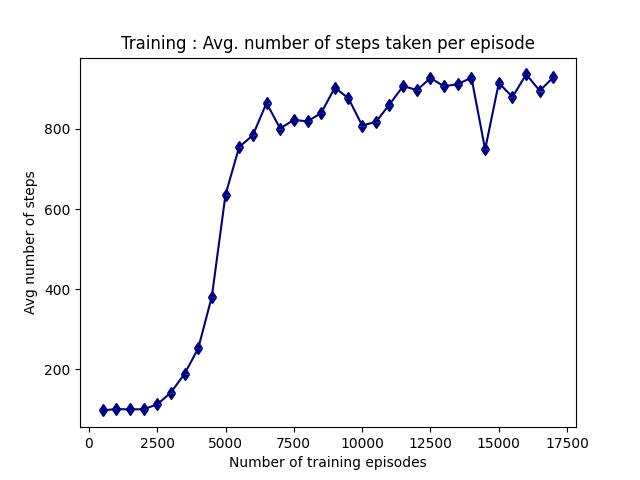 Training : Avg. number of steps taken per episode
800
600
400
200
Avg number of steps
0 2500 5000 7500 10000 12500 15000 17500
Number of training episodes